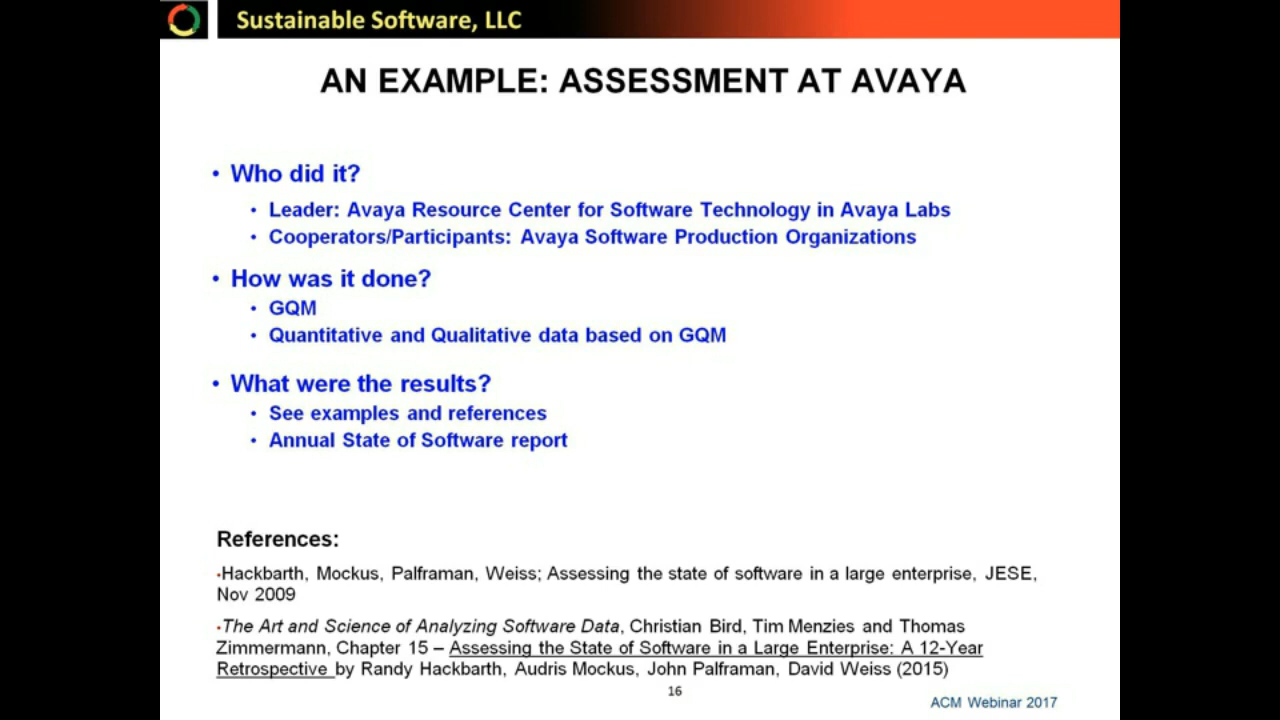 Sustainable Software, LLC
AN EXAMPLE: ASSESSMENT AT AVAYA
• Who did it?
• Leader: Avaya Resource Center for Software Technology in Avaya Labs
• Cooperators/Participants: Avaya Software Production Organizations
• How was it done?
• GQM
• Quantitative and Qualitative data based on GQM
• What were the results?
• See examples and references
• Annual State of Software report
References:
•Hackbarth, Mockus, Palframan, Weiss; Assessing the state of software in a large enterprise, JESE,
Nov 2009
•The Art and Science of Analyzing Software Data, Christian Bird, Tim Menzies and Thomas
Zimmermann, Chapter 15 – Assessing the State of Software in a Large Enterprise: A 12-Year
Retrospective by Randy Hackbarth, Audris Mockus, John Palframan, David Weiss (2015)
16
ACM Webinar 2017